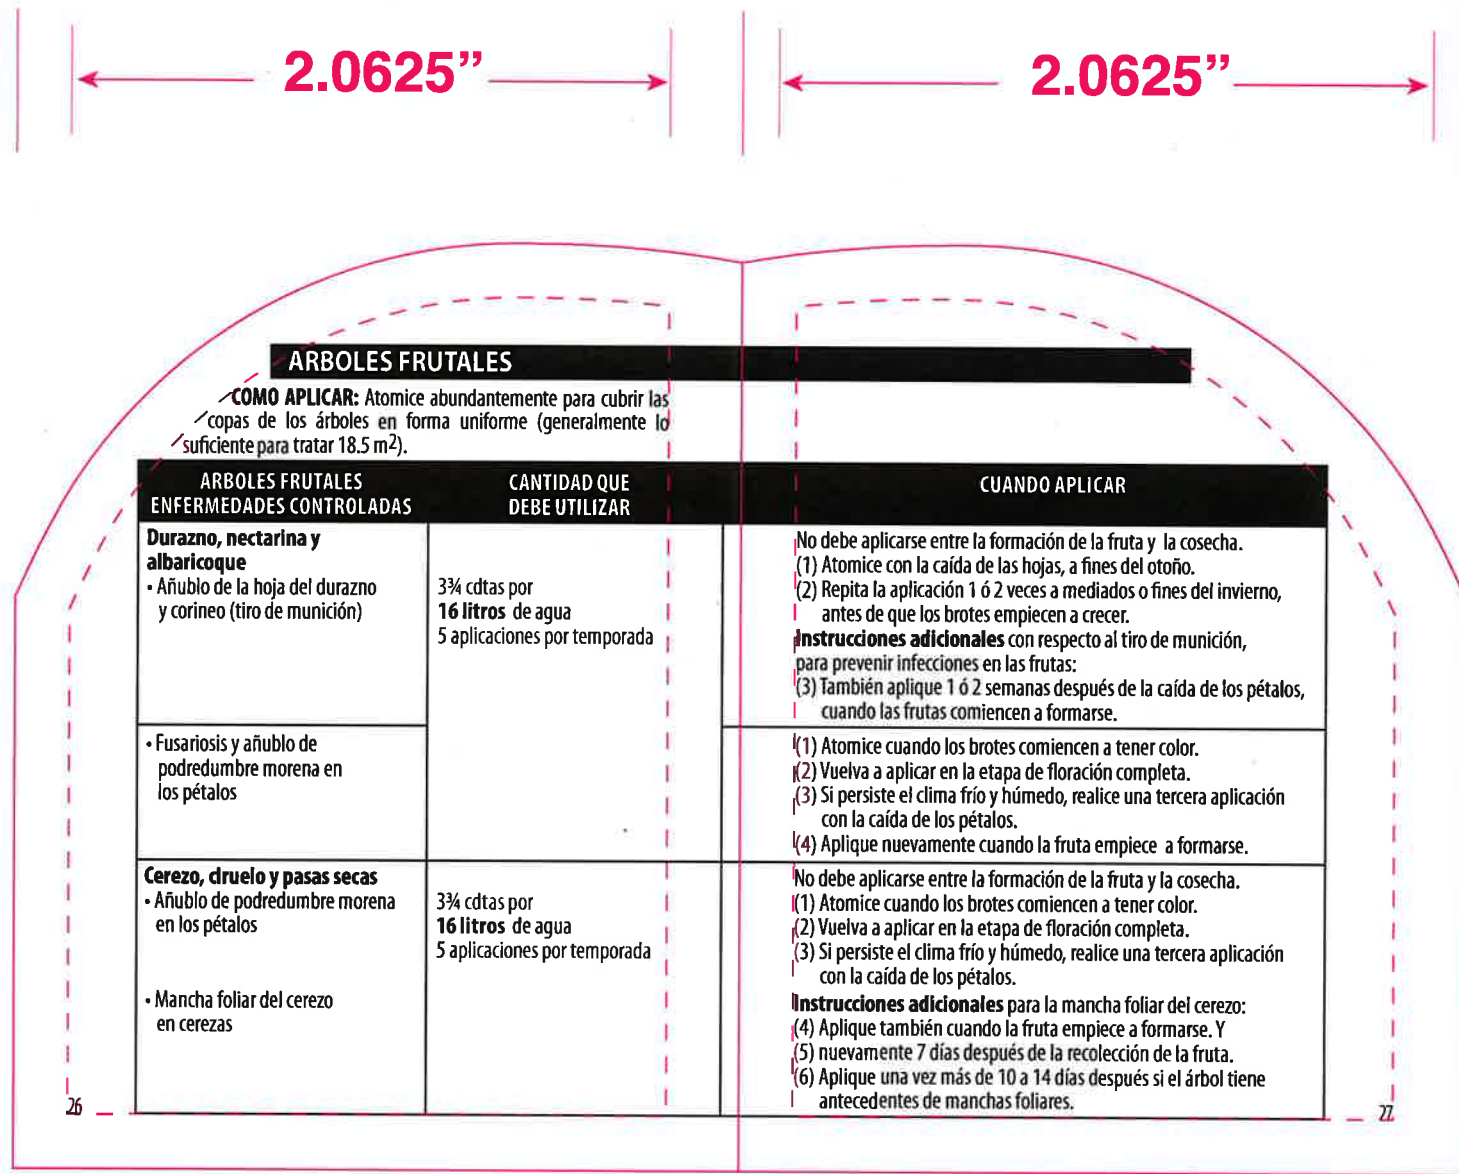 2.0625” 2.0625”
ARBOLES FRUTALES
COMO APLICAR: Atomice abundantemente para cubrir las
copas de los árboles en forma uniforme (generalmente lo
suficiente para tratar 18.5 m2).
ARBOLES FRUTALES
ENFERMEDADES CONTROLADAS
CANTIDAD QUE
DEBE UTILIZAR
CUANDO APLICAR
Durazno, nectarina y
albaricoque
• Añublo de la hoja del durazno
y corineo (tiro de munición)
3¾ cdtas por
16 litros de agua
5 aplicaciones por temporada
No debe aplicarse entre la formación de la fruta y la cosecha.
(1) Atomice con la caída de las hojas, a fines del otoño.
(2) Repita la aplicación 1 ó 2 veces a mediados o fines del invierno,
antes de que los brotes empiecen a crecer.
Instrucciones adicionales con respecto al tiro de munición,
para prevenir infecciones en las frutas:
(3) También aplique 1 ó 2 semanas después de la caída de los pétalos,
cuando las frutas comiencen a formarse.
• Fusariosis y añublo de
podredumbre morena en
los pétalos
(1) Atomice cuando los brotes comiencen a tener color.
(2) Vuelva a aplicar en la etapa de floración completa.
(3) Si persiste el clima frío y húmedo, realice una tercera aplicación
con la caída de los pétalos.
(4) Aplique nuevamente cuando la fruta empiece a formarse.
Cerezo, ciruelo y pasas secas
• Añublo de podredumbre morena
en los pétalos
• Mancha foliar del cerezo
en cerezas
3¾ cdtas por
16 litros de agua
5 aplicaciones por temporada
No debe aplicarse entre la formación de la fruta y la cosecha.
(1) Atomice cuando los brotes comiencen a tener color.
(2) Vuelva a aplicar en la etapa de floración completa.
(3) Si persiste el clima frío y húmedo, realice una tercera aplicación
con la caída de los pétalos.
Instrucciones adicionales para la mancha foliar del cerezo:
(4) Aplique también cuando la fruta empiece a formarse. Y
(5) nuevamente 7 días después de la recolección de la fruta.
(6) Aplique una vez más de 10 a 14 días después si el árbol tiene
antecedentes de manchas foliares.
26
27